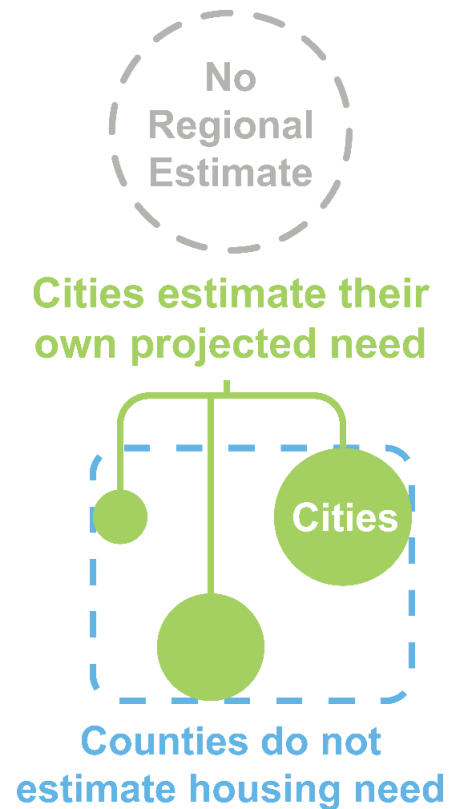 No
Regional
Estimate
Cities estimate their
own projected need
Cities
Counties do not
estimate housing need